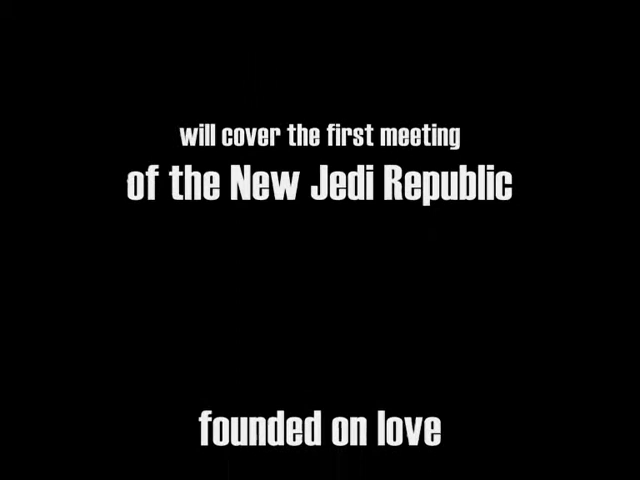 will cover the first meeting
of the New Jedi Republic
founded on love